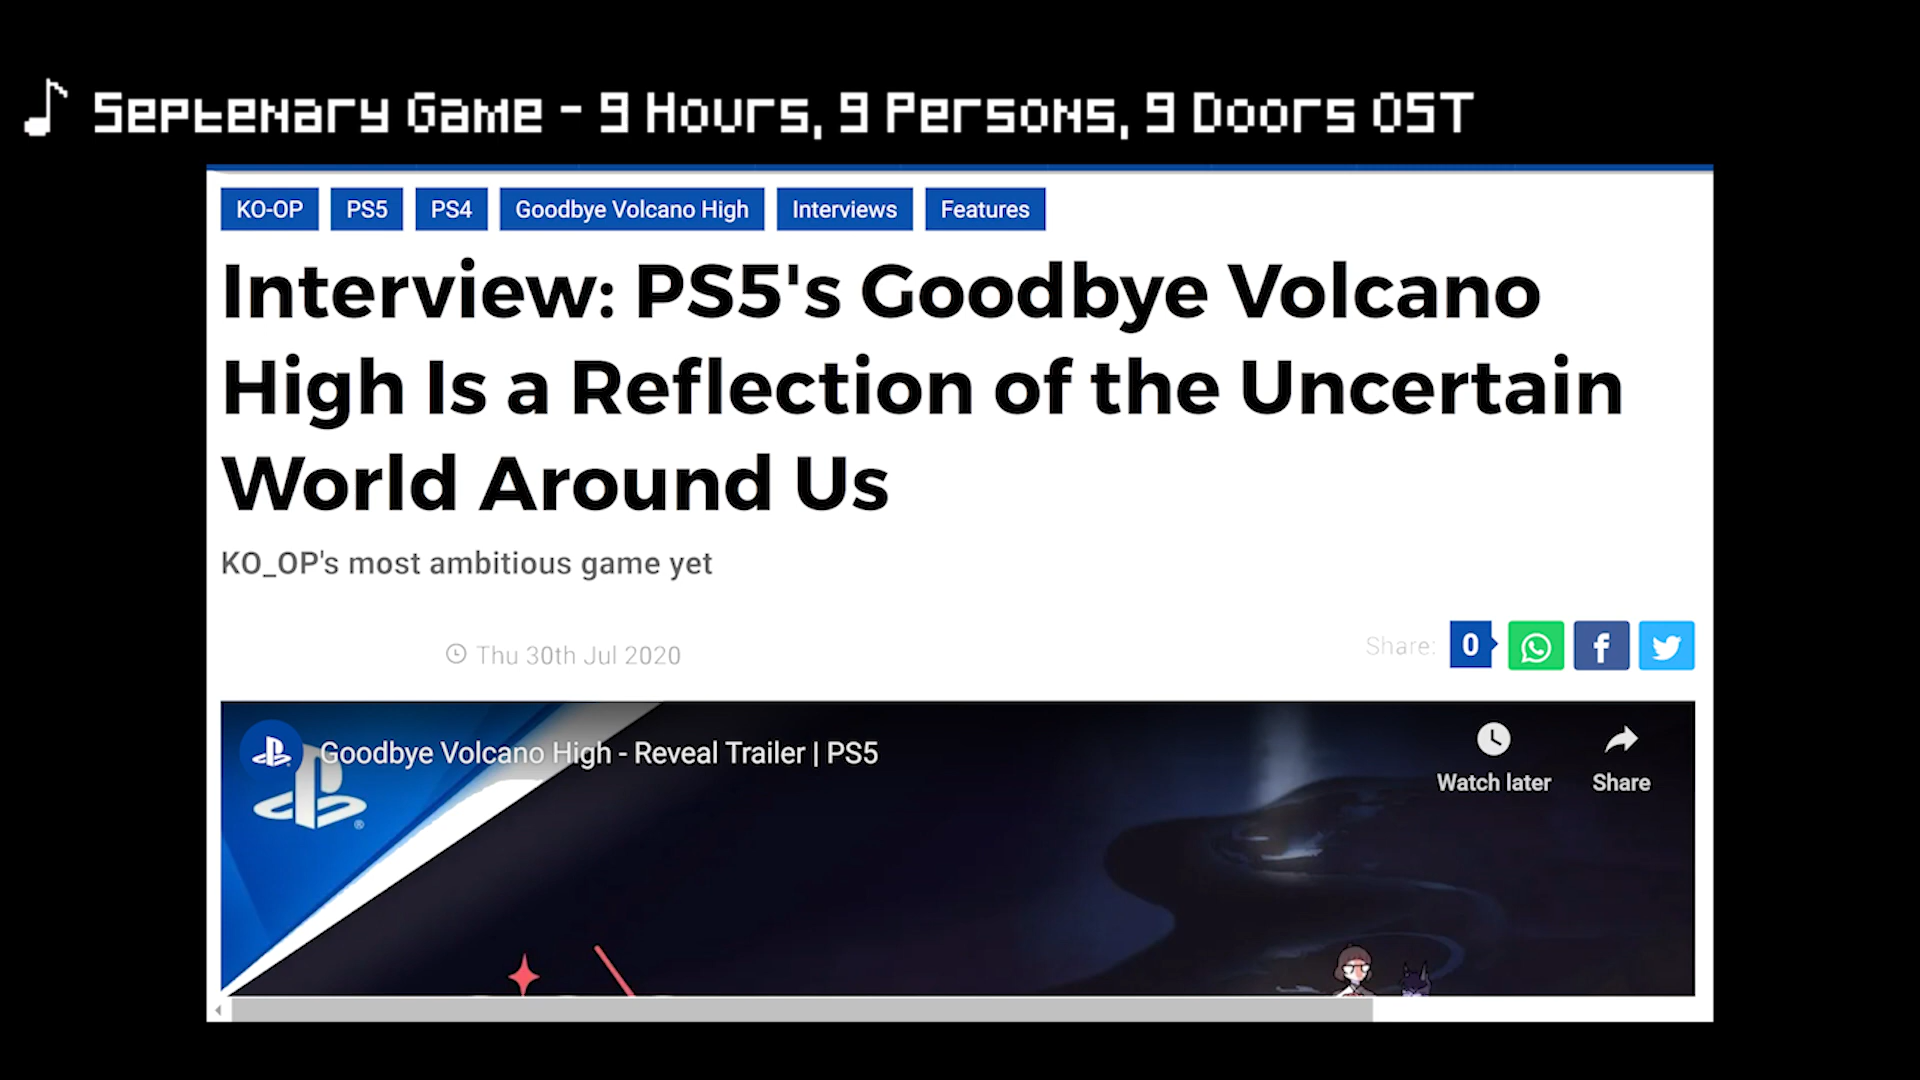 Septenary Game - 9 Hours, 9 Persons, 9 Doors OST
KO-OP PS5 PS4 Goodbye Volcano High Interviews Features
Interview: PS5's Goodbye Volcano
High Is a Reflection of the Uncertain
World Around Us
KO_OP's most ambitious game yet
Thu 30th Jul 2020
Share: 0
Goodbye Volcano High - Reveal Trailer | PS5
Watch later Share